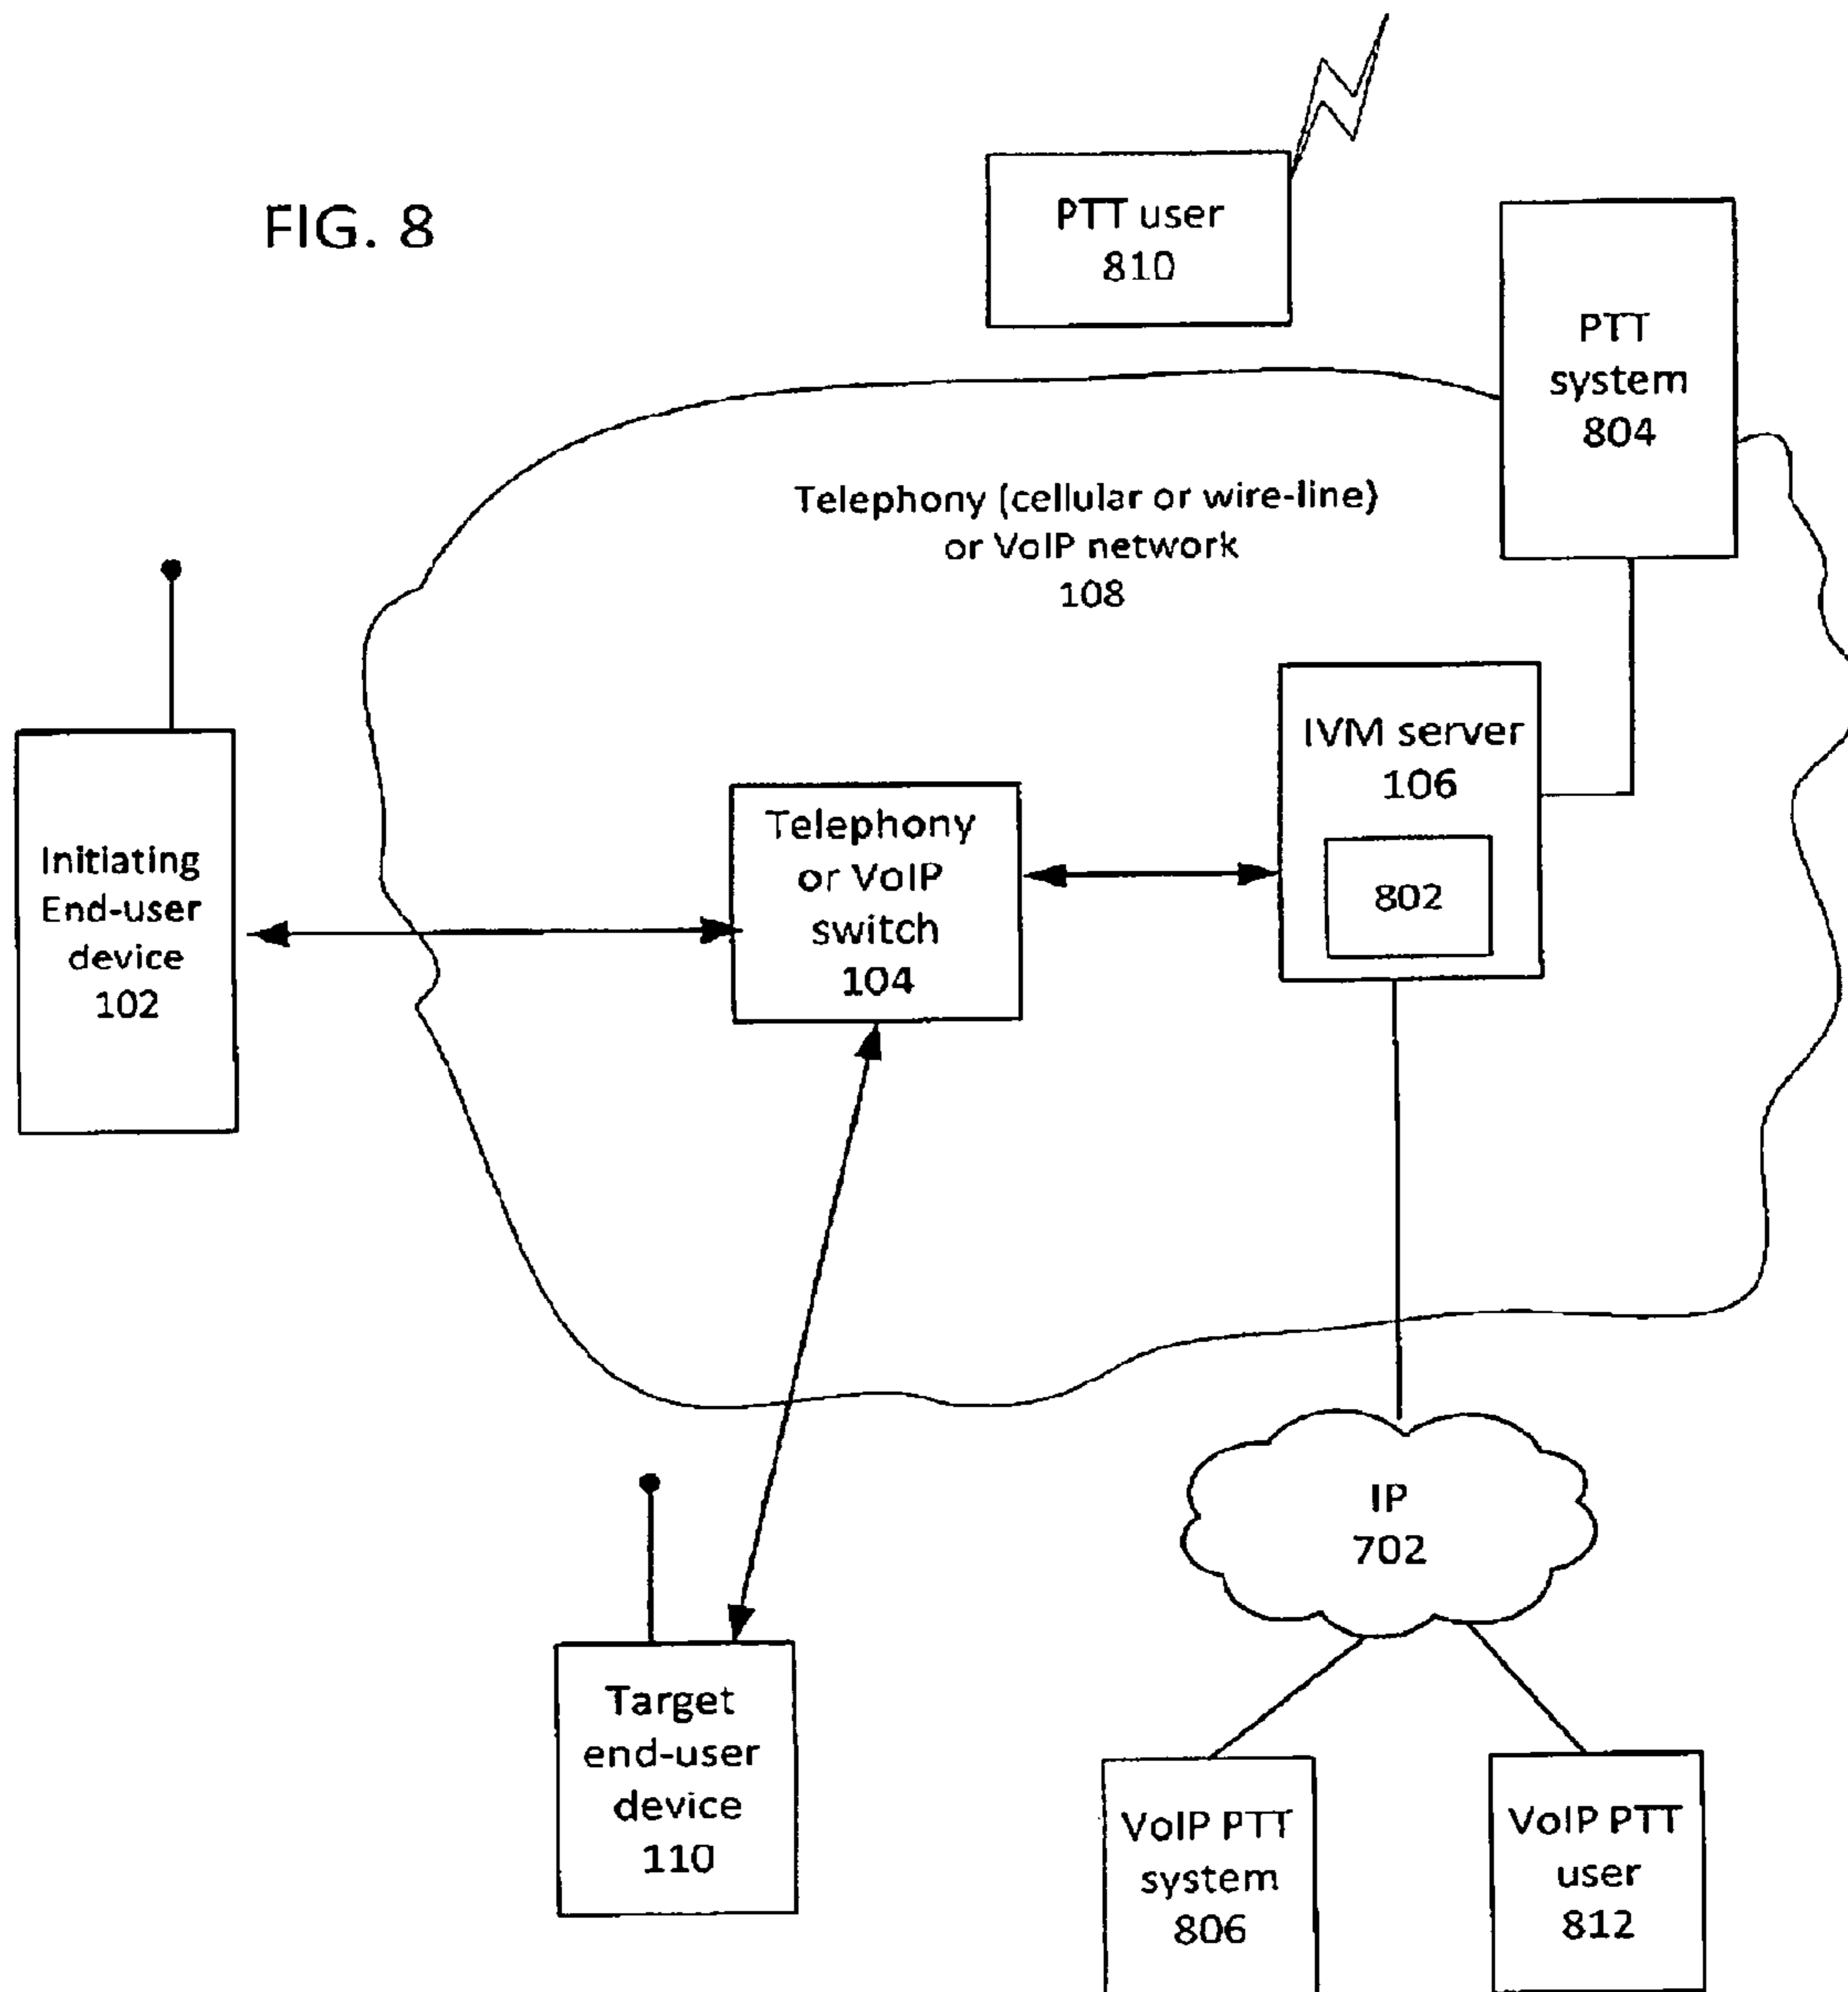 FIG. 8
PTT user
810
PTT
system
804
Telephony (cellular or wire-line)
or VoIP network
108
IVM server
106
802
Telephony
or VoIP
switch
104
Initiating
End-user
device
102
IP
702
Target
end-user
device
110
VoIP PTT
system
806
VoIP PTT
user
812